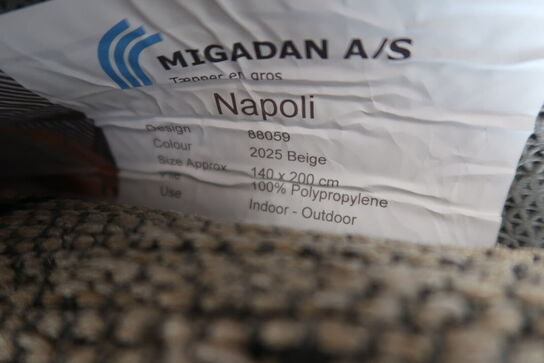 MIGADAN A/S
Tæpper en gros
Napoli
Design 88059
Colour 2025 Beige
Size Approx 140 x 200 cm
Pile 100% Polypropylene
Use Indoor - Outdoor